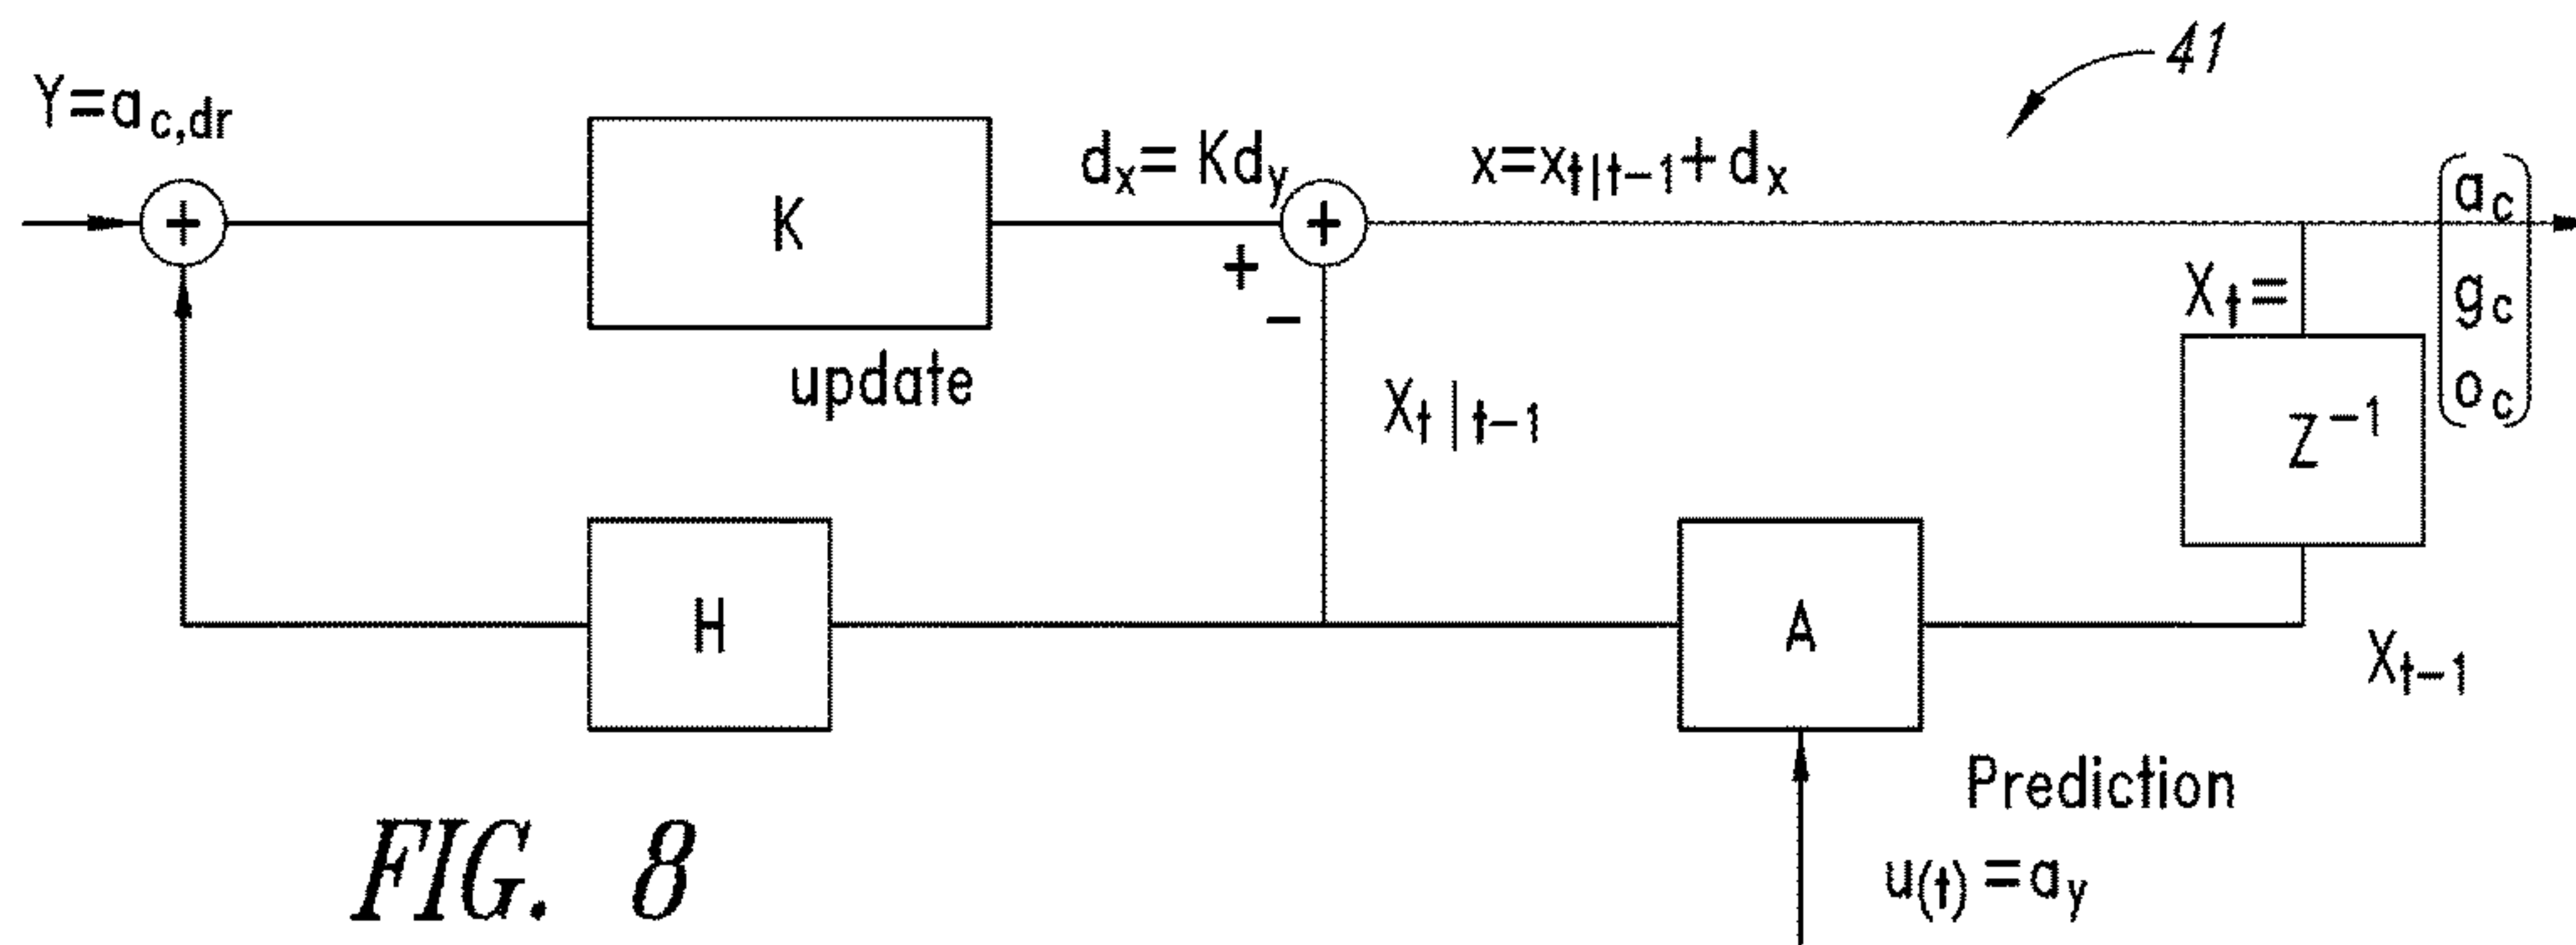 41
Y=a_c,dr
+
K
d_x= Kd_y
+
x=x_t|t-1+d_x
+
-
update
X_t|t-1
X_t=
a_c
g_c
o_c
Z^-1
H
A
X_t-1
Prediction
u(t) =a_y
FIG. 8